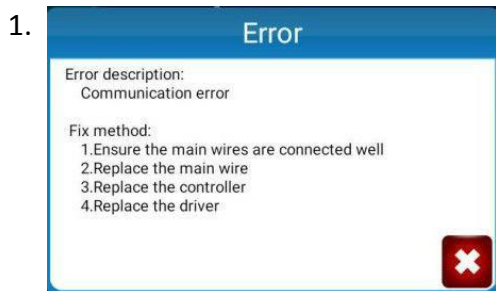 1.
Error
Error description:
Communication error
Fix method:
1.Ensure the main wires are connected well
2.Replace the main wire
3.Replace the controller
4.Replace the driver